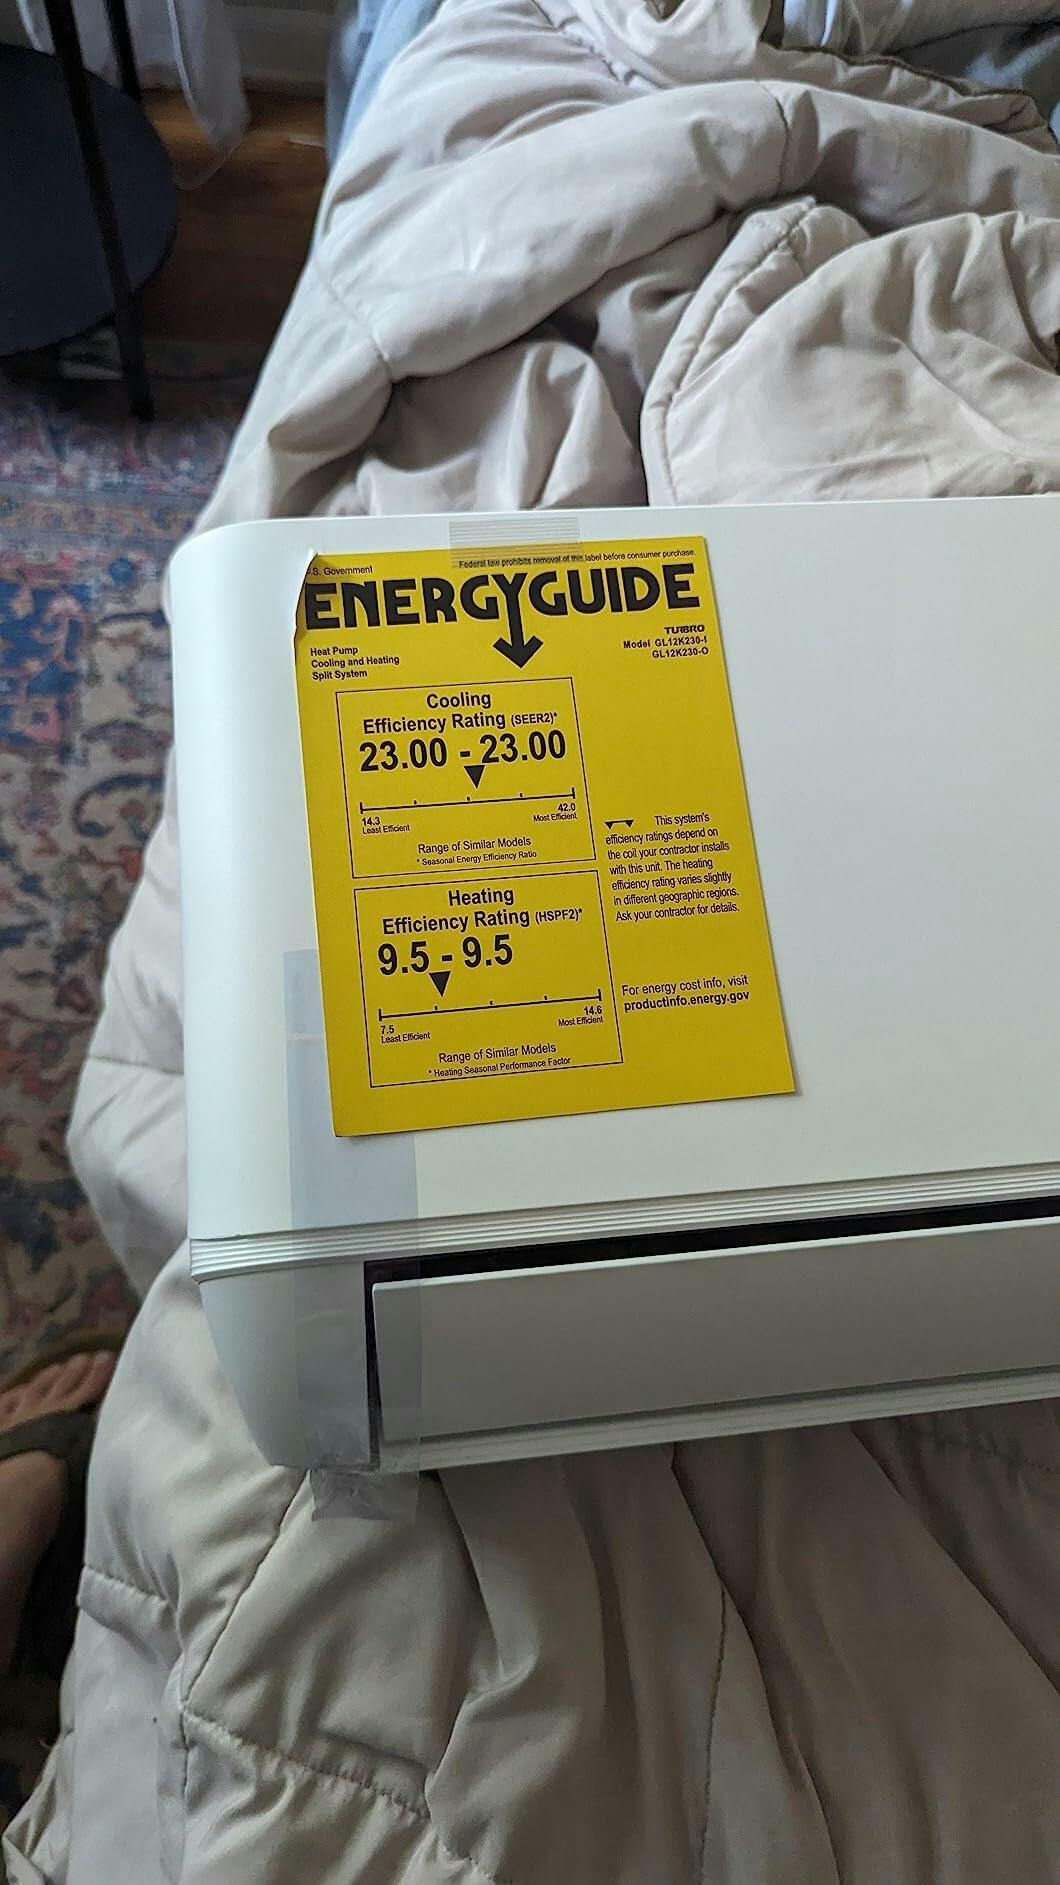 U.S. Government
Federal law prohibits removal of this label before consumer purchase.
ENERGYGUIDE
Heat Pump
Cooling and Heating
Split System
TURBRO
Model GL12K230-I
GL12K230-O
Cooling
Efficiency Rating (SEER2)*
23.00 - 23.00
14.3
Least Efficient
42.0
Most Efficient
Range of Similar Models
* Seasonal Energy Efficiency Ratio
Heating
Efficiency Rating (HSPF2)*
9.5 - 9.5
7.5
Least Efficient
14.6
Most Efficient
Range of Similar Models
* Heating Seasonal Performance Factor
This system's
efficiency ratings depend on
the coil your contractor installs
with this unit. The heating
efficiency rating varies slightly
in different geographic regions.
Ask your contractor for details.
For energy cost info, visit
productinfo.energy.gov